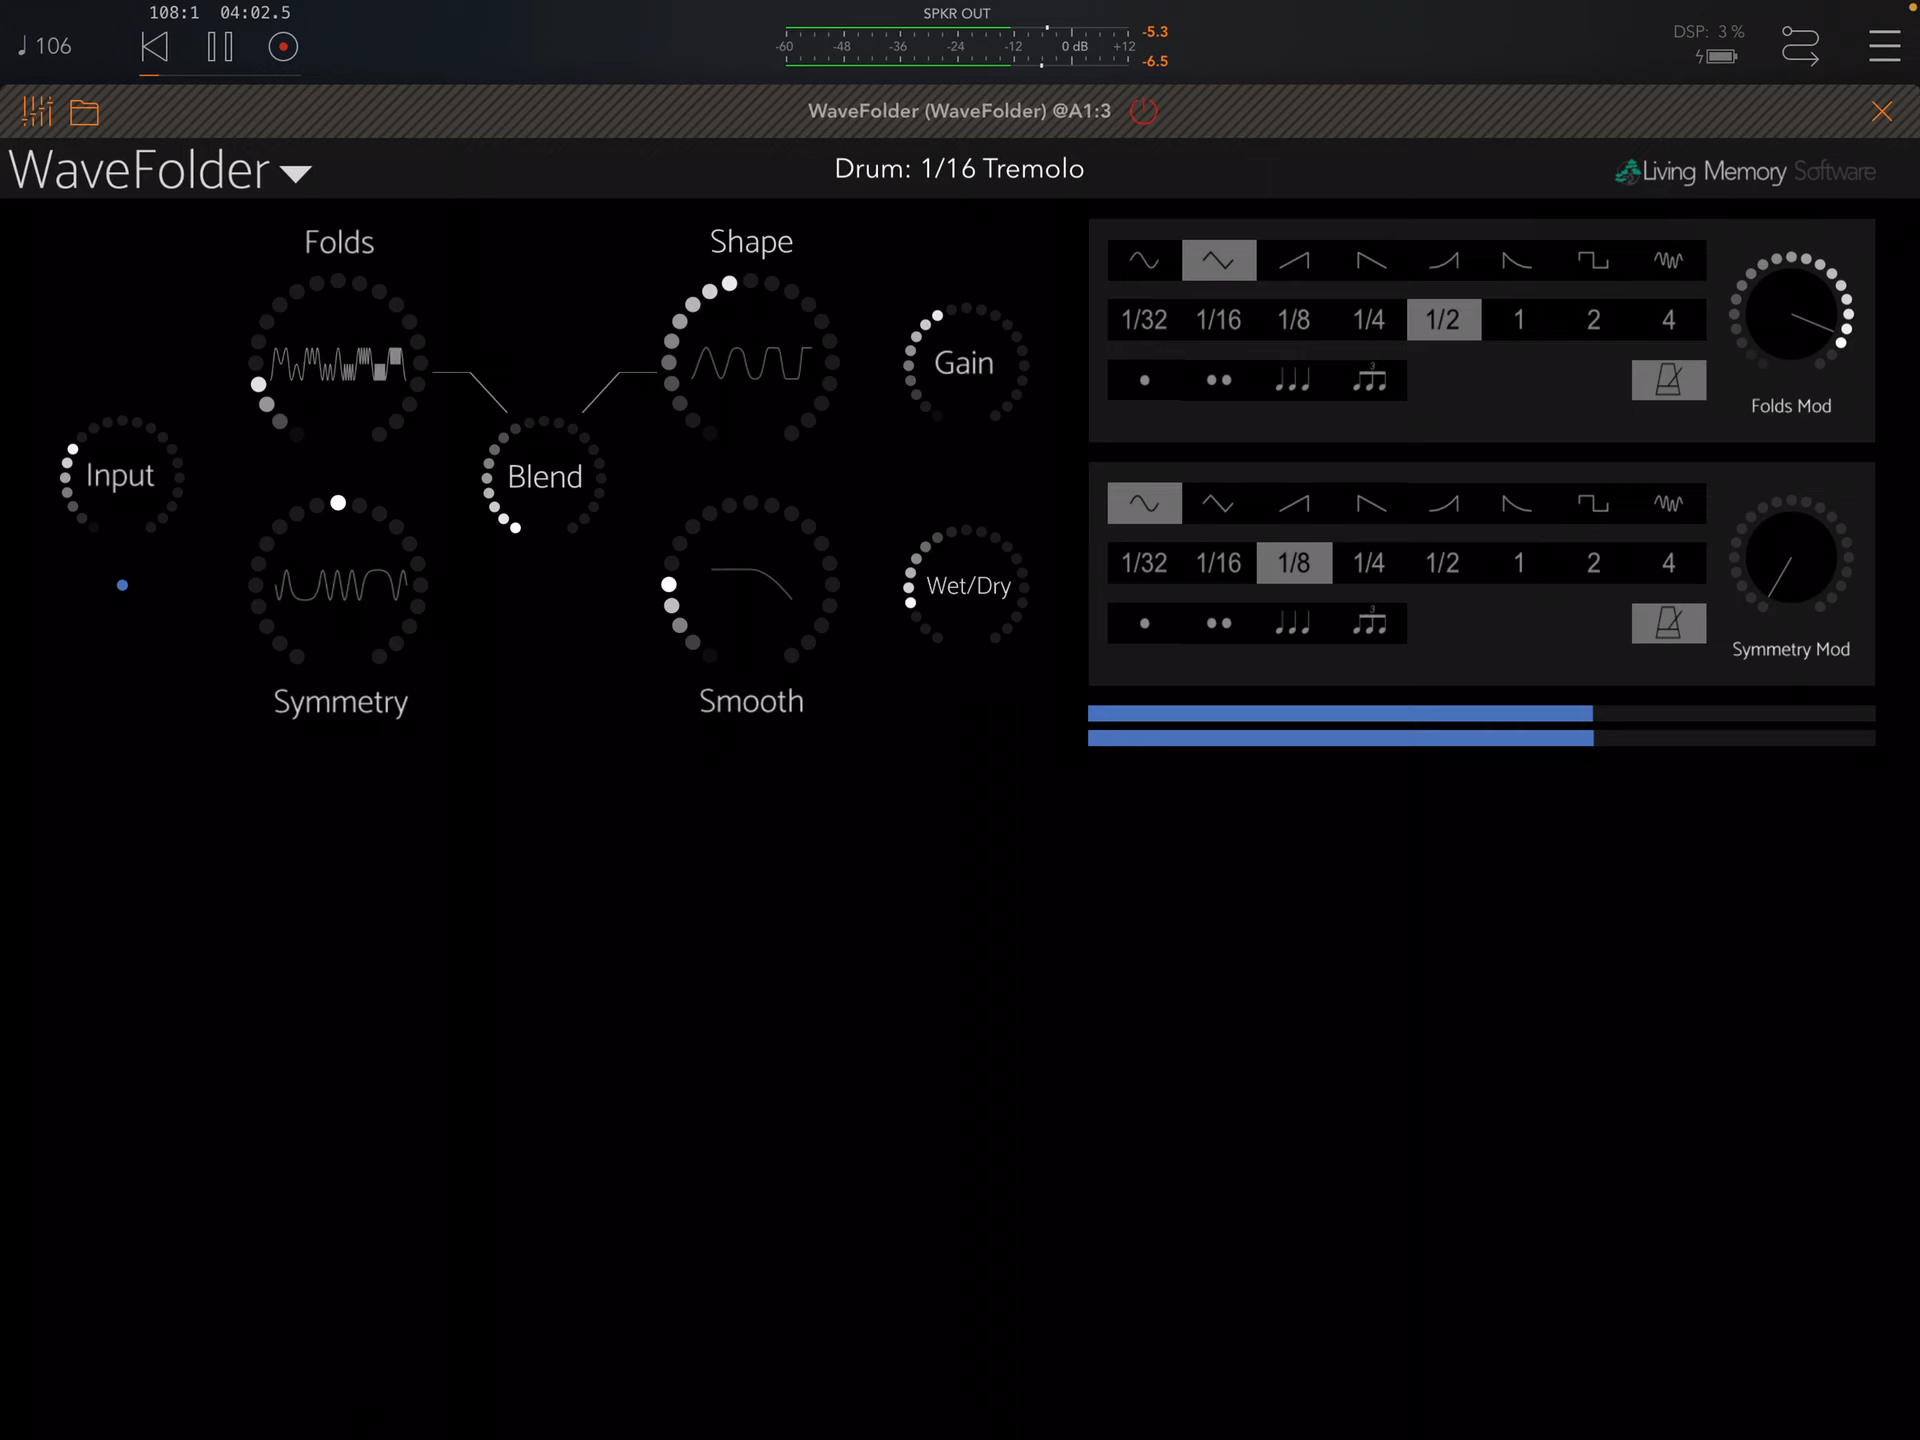 108:1 04:02.5
106
SPKR OUT
-60 -48 -36 -24 -12 0 dB +12
-5.3
-6.5
DSP: 3 %
WaveFolder (WaveFolder) @A1:3
WaveFolder
Drum: 1/16 Tremolo
Living Memory Software
Folds
Shape
Gain
Input
Blend
Wet/Dry
Symmetry
Smooth
1/32 1/16 1/8 1/4 1/2 1 2 4
3
Folds Mod
1/32 1/16 1/8 1/4 1/2 1 2 4
3
Symmetry Mod